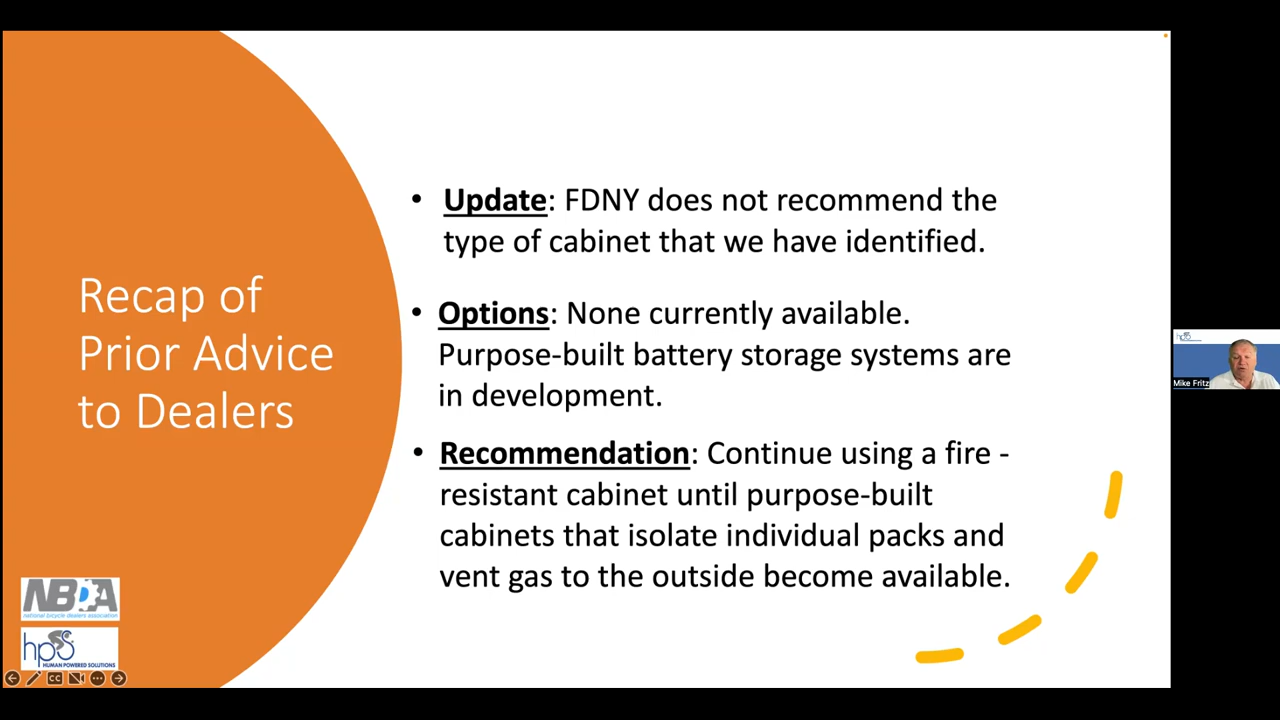 Recap of
Prior Advice
to Dealers
• Update: FDNY does not recommend the
type of cabinet that we have identified.
• Options: None currently available.
Purpose-built battery storage systems are
in development.
• Recommendation: Continue using a fire -
resistant cabinet until purpose-built
cabinets that isolate individual packs and
vent gas to the outside become available.
NBDA
national bicycle dealers association
hps
HUMAN POWERED SOLUTIONS
CC
hps
Mike Fritz